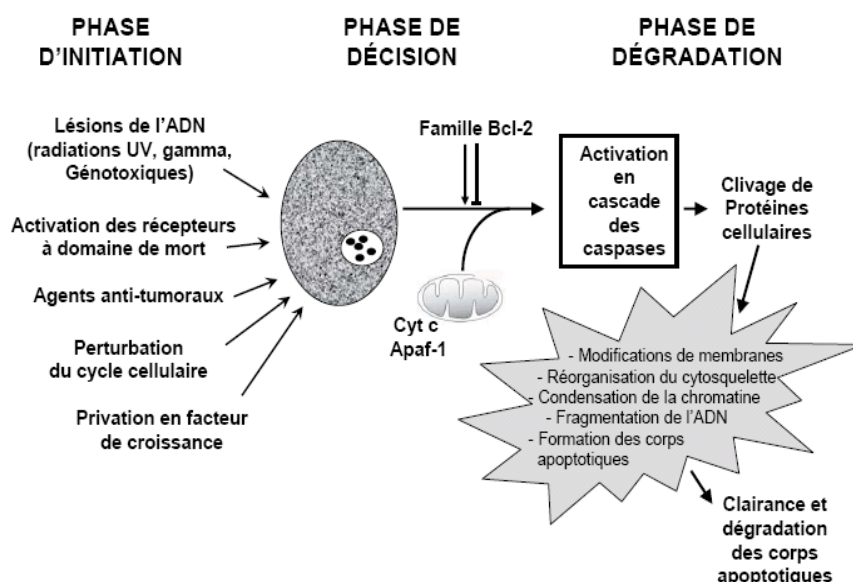 PHASE
D'INITIATION
PHASE DE
DÉCISION
PHASE DE
DÉGRADATION
Lésions de l'ADN
(radiations UV, gamma,
Génotoxiques)
Activation des récepteurs
à domaine de mort
Agents anti-tumoraux
Perturbation
du cycle cellulaire
Privation en facteur
de croissance
Famille Bcl-2
Cyt c
Apaf-1
Activation
en
cascade
des
caspases
Clivage de
Protéines
cellulaires
- Modifications de membranes
- Réorganisation du cytosquelette
- Condensation de la chromatine
- Fragmentation de l'ADN
- Formation des corps
apoptotiques
Clairance et
dégradation
des corps
apoptotiques